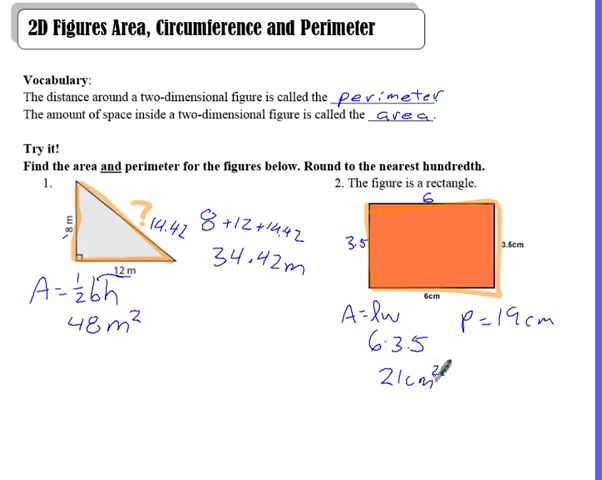 2D Figures Area, Circumference and Perimeter
Vocabulary:
The distance around a two-dimensional figure is called the perimeter
The amount of space inside a two-dimensional figure is called the area.
Try it!
Find the area and perimeter for the figures below. Round to the nearest hundredth.
1.
8 m
12 m
?
14.42
8+12+14.42
34.42m
A=½bh
48m²
2. The figure is a rectangle.
6
3.5
3.5cm
6cm
A=lw
6·3.5
21cm²
P=19cm